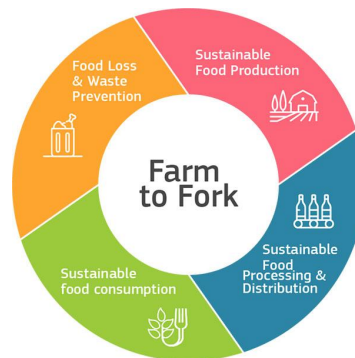 Sustainable
Food Production
Food Loss
& Waste
Prevention
Farm
to Fork
Sustainable
Food
Processing &
Distribution
Sustainable
food consumption